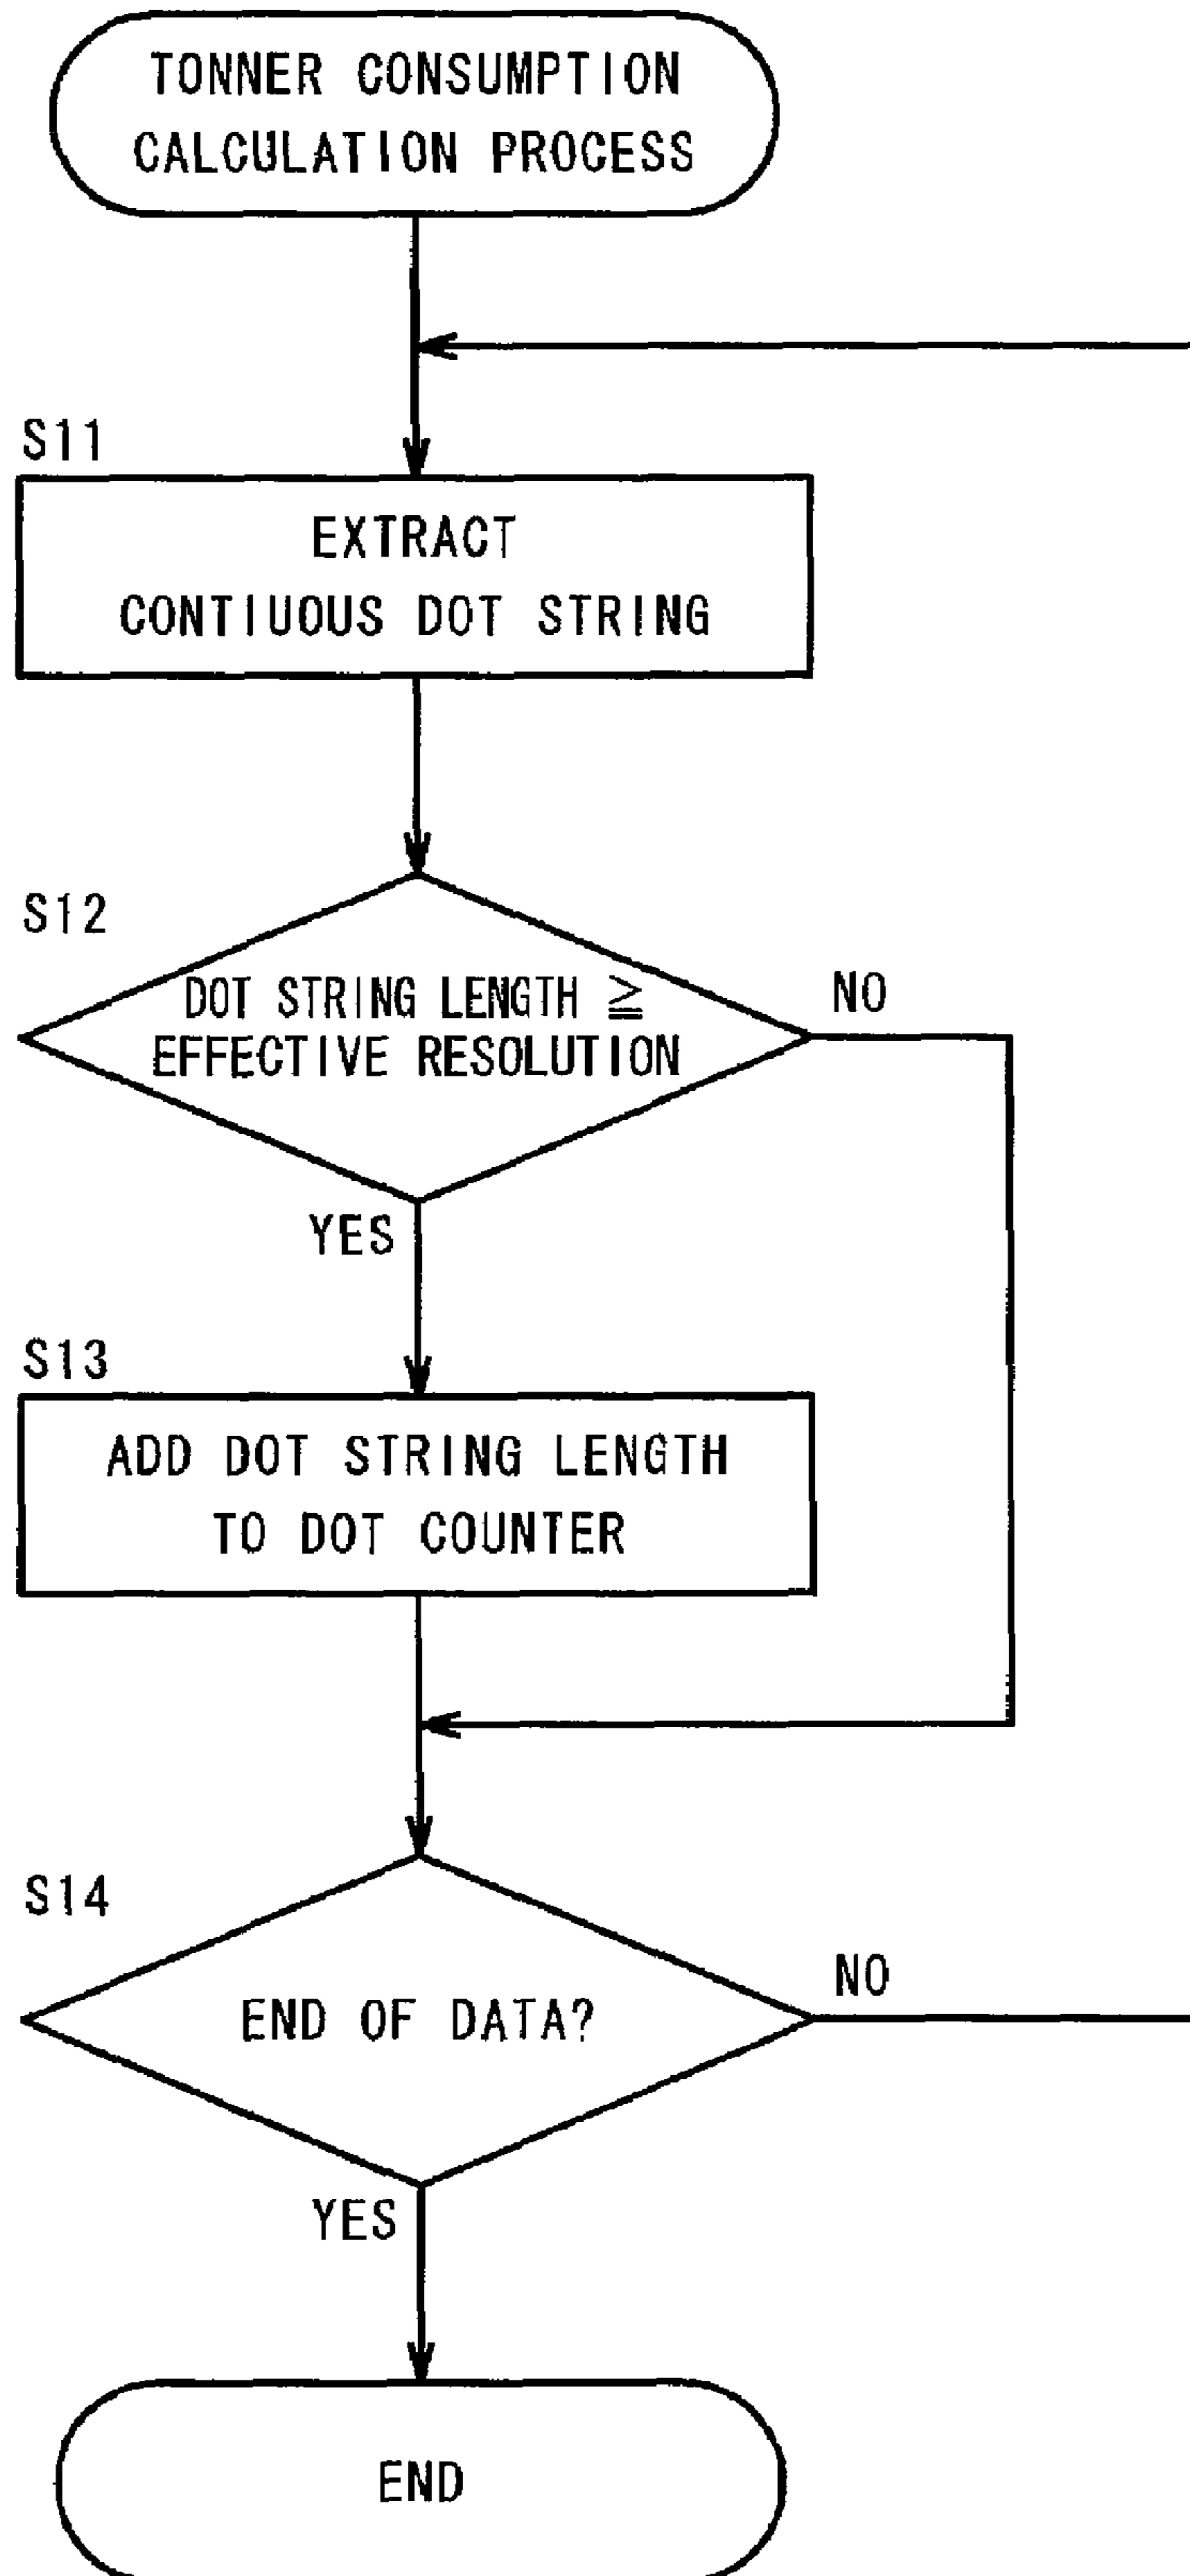 TONNER CONSUMPTION
CALCULATION PROCESS
S11
EXTRACT
CONTIUOUS DOT STRING
S12
DOT STRING LENGTH ≧
EFFECTIVE RESOLUTION
NO
YES
S13
ADD DOT STRING LENGTH
TO DOT COUNTER
S14
END OF DATA?
NO
YES
END